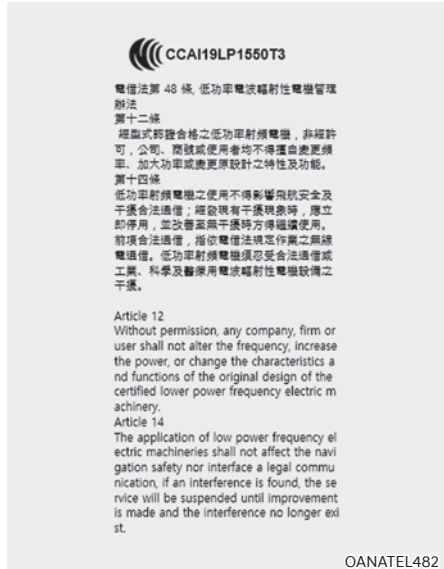 CCAI19LP1550T3
電信法第 48 條, 低功率電波輻射性電機管理
辦法
第十二條
經型式認證合格之低功率射頻電機，非經許
可，公司、商號或使用者均不得擅自變更頻
率、加大功率或變更原設計之特性及功能。
第十四條
低功率射頻電機之使用不得影響飛航安全及
干擾合法通信；經發現有干擾現象時，應立
即停用，並改善至無干擾時方得繼續使用。
前項合法通信，指依電信法規定作業之無線
電通信。低功率射頻電機須忍受合法通信或
工業、科學及醫療用電波輻射性電機設備之
干擾。
Article 12
Without permission, any company, firm or
user shall not alter the frequency, increase
the power, or change the characteristics a
nd functions of the original design of the
certified lower power frequency electric m
achinery.
Article 14
The application of low power frequency el
ectric machineries shall not affect the navi
gation safety nor interface a legal commu
nication, if an interference is found, the se
rvice will be suspended until improvement
is made and the interference no longer exi
st.
OANATEL482